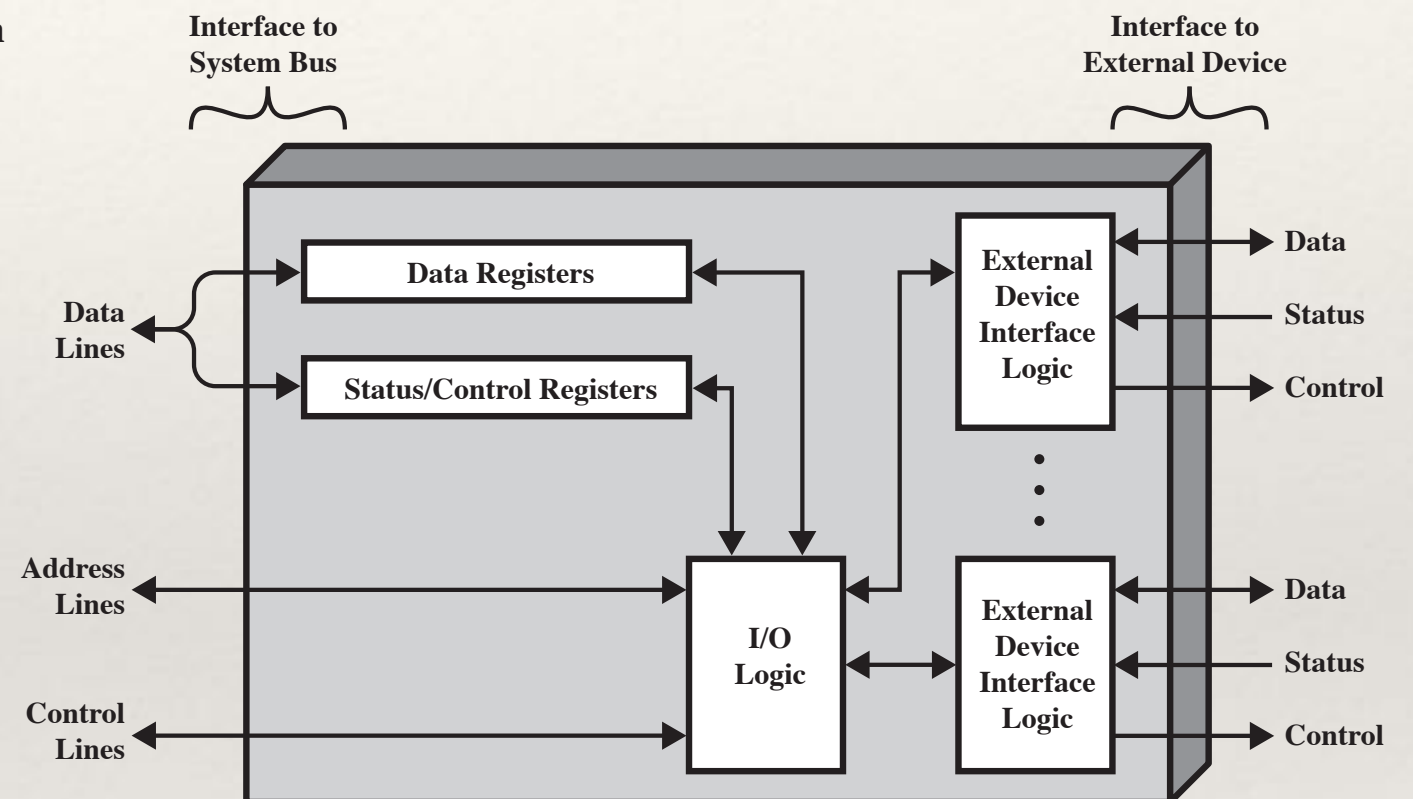 Interface to
System Bus
Interface to
External Device
Data Registers
Status/Control Registers
Data
Lines
Address
Lines
Control
Lines
I/O
Logic
External
Device
Interface
Logic
Data
Status
Control
External
Device
Interface
Logic
Data
Status
Control